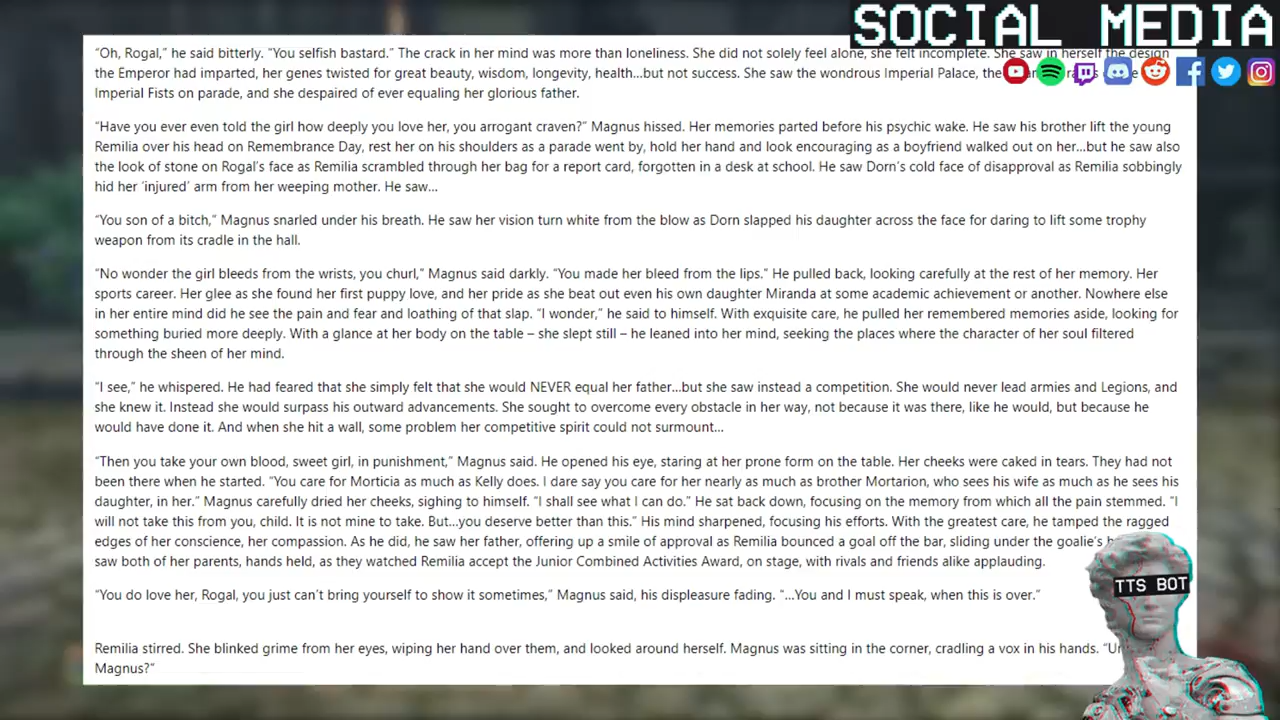 SOCIAL MEDIA
“Oh, Rogal,” he said bitterly. “You selfish bastard.” The crack in her mind was more than loneliness. She did not solely feel alone, she felt incomplete. She saw in herself the design
the Emperor had imparted, her genes twisted for great beauty, wisdom, longevity, health…but not success. She saw the wondrous Imperial Palace, the
Imperial Fists on parade, and she despaired of ever equaling her glorious father.
“Have you ever even told the girl how deeply you love her, you arrogant craven?” Magnus hissed. Her memories parted before his psychic wake. He saw his brother lift the young
Remilia over his head on Remembrance Day, rest her on his shoulders as a parade went by, hold her hand and look encouraging as a boyfriend walked out on her…but he saw also
the look of stone on Rogal’s face as Remilia scrambled through her bag for a report card, forgotten in a desk at school. He saw Dorn’s cold face of disapproval as Remilia sobbingly
hid her ‘injured’ arm from her weeping mother. He saw…
“You son of a bitch,” Magnus snarled under his breath. He saw her vision turn white from the blow as Dorn slapped his daughter across the face for daring to lift some trophy
weapon from its cradle in the hall.
“No wonder the girl bleeds from the wrists, you churl,” Magnus said darkly. “You made her bleed from the lips.” He pulled back, looking carefully at the rest of her memory. Her
sports career. Her glee as she found her first puppy love, and her pride as she beat out even his own daughter Miranda at some academic achievement or another. Nowhere else
in her entire mind did he see the pain and fear and loathing of that slap. “I wonder,” he said to himself. With exquisite care, he pulled her remembered memories aside, looking for
something buried more deeply. With a glance at her body on the table – she slept still – he leaned into her mind, seeking the places where the character of her soul filtered
through the sheen of her mind.
“I see,” he whispered. He had feared that she simply felt that she would NEVER equal her father…but she saw instead a competition. She would never lead armies and Legions, and
she knew it. Instead she would surpass his outward advancements. She sought to overcome every obstacle in her way, not because it was there, like he would, but because he
would have done it. And when she hit a wall, some problem her competitive spirit could not surmount…
“Then you take your own blood, sweet girl, in punishment,” Magnus said. He opened his eye, staring at her prone form on the table. Her cheeks were caked in tears. They had not
been there when he started. “You care for Morticia as much as Kelly does. I dare say you care for her nearly as much as brother Mortarion, who sees his wife as much as he sees his
daughter, in her.” Magnus carefully dried her cheeks, sighing to himself. “I shall see what I can do.” He sat back down, focusing on the memory from which all the pain stemmed. “I
will not take this from you, child. It is not mine to take. But…you deserve better than this.” His mind sharpened, focusing his efforts. With the greatest care, he tamped the ragged
edges of her conscience, her compassion. As he did, he saw her father, offering up a smile of approval as Remilia bounced a goal off the bar, sliding under the goalie’s
saw both of her parents, hands held, as they watched Remilia accept the Junior Combined Activities Award, on stage, with rivals and friends alike applauding.
“You do love her, Rogal, you just can’t bring yourself to show it sometimes,” Magnus said, his displeasure fading. “…You and I must speak, when this is over.”
Remilia stirred. She blinked grime from her eyes, wiping her hand over them, and looked around herself. Magnus was sitting in the corner, cradling a vox in his hands.
Magnus?”
TTS BOT